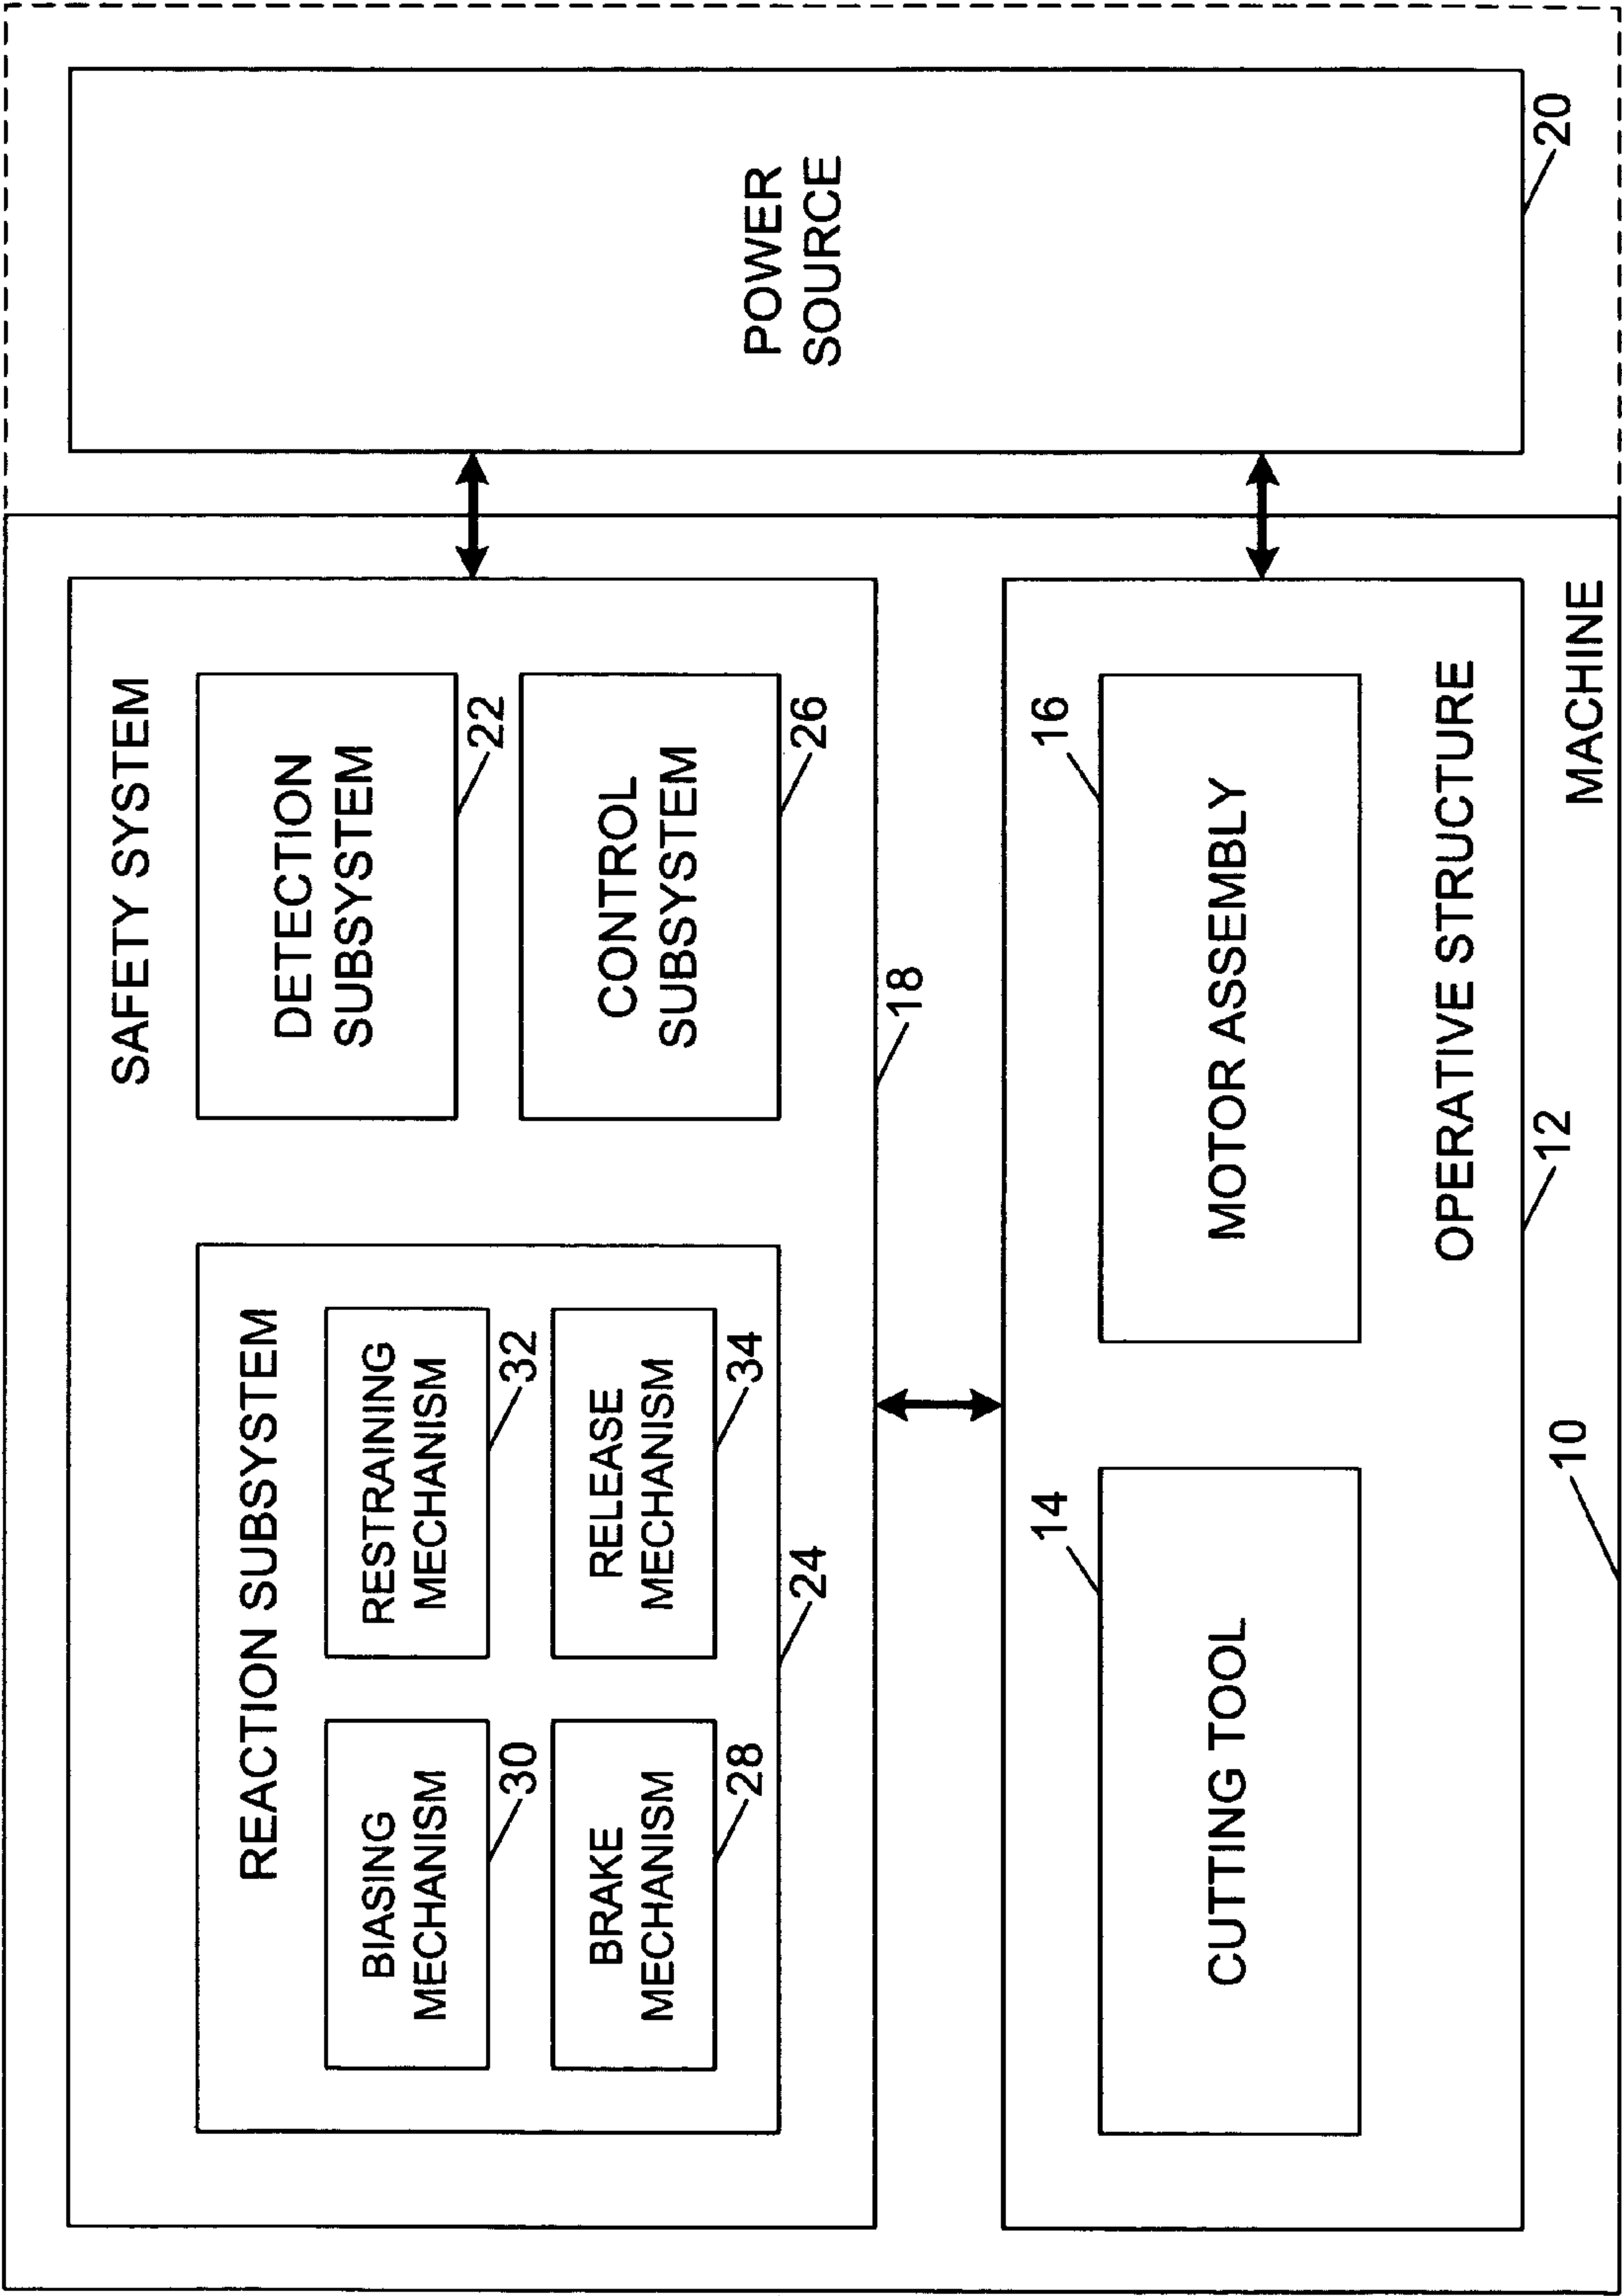 SAFETY SYSTEM
REACTION SUBSYSTEM
BIASING
MECHANISM
30
RESTRAINING
MECHANISM
32
BRAKE
MECHANISM
28
RELEASE
MECHANISM
34
24
DETECTION
SUBSYSTEM
22
CONTROL
SUBSYSTEM
26
18
POWER
SOURCE
20
14
CUTTING TOOL
16
MOTOR ASSEMBLY
OPERATIVE STRUCTURE
12
MACHINE
10